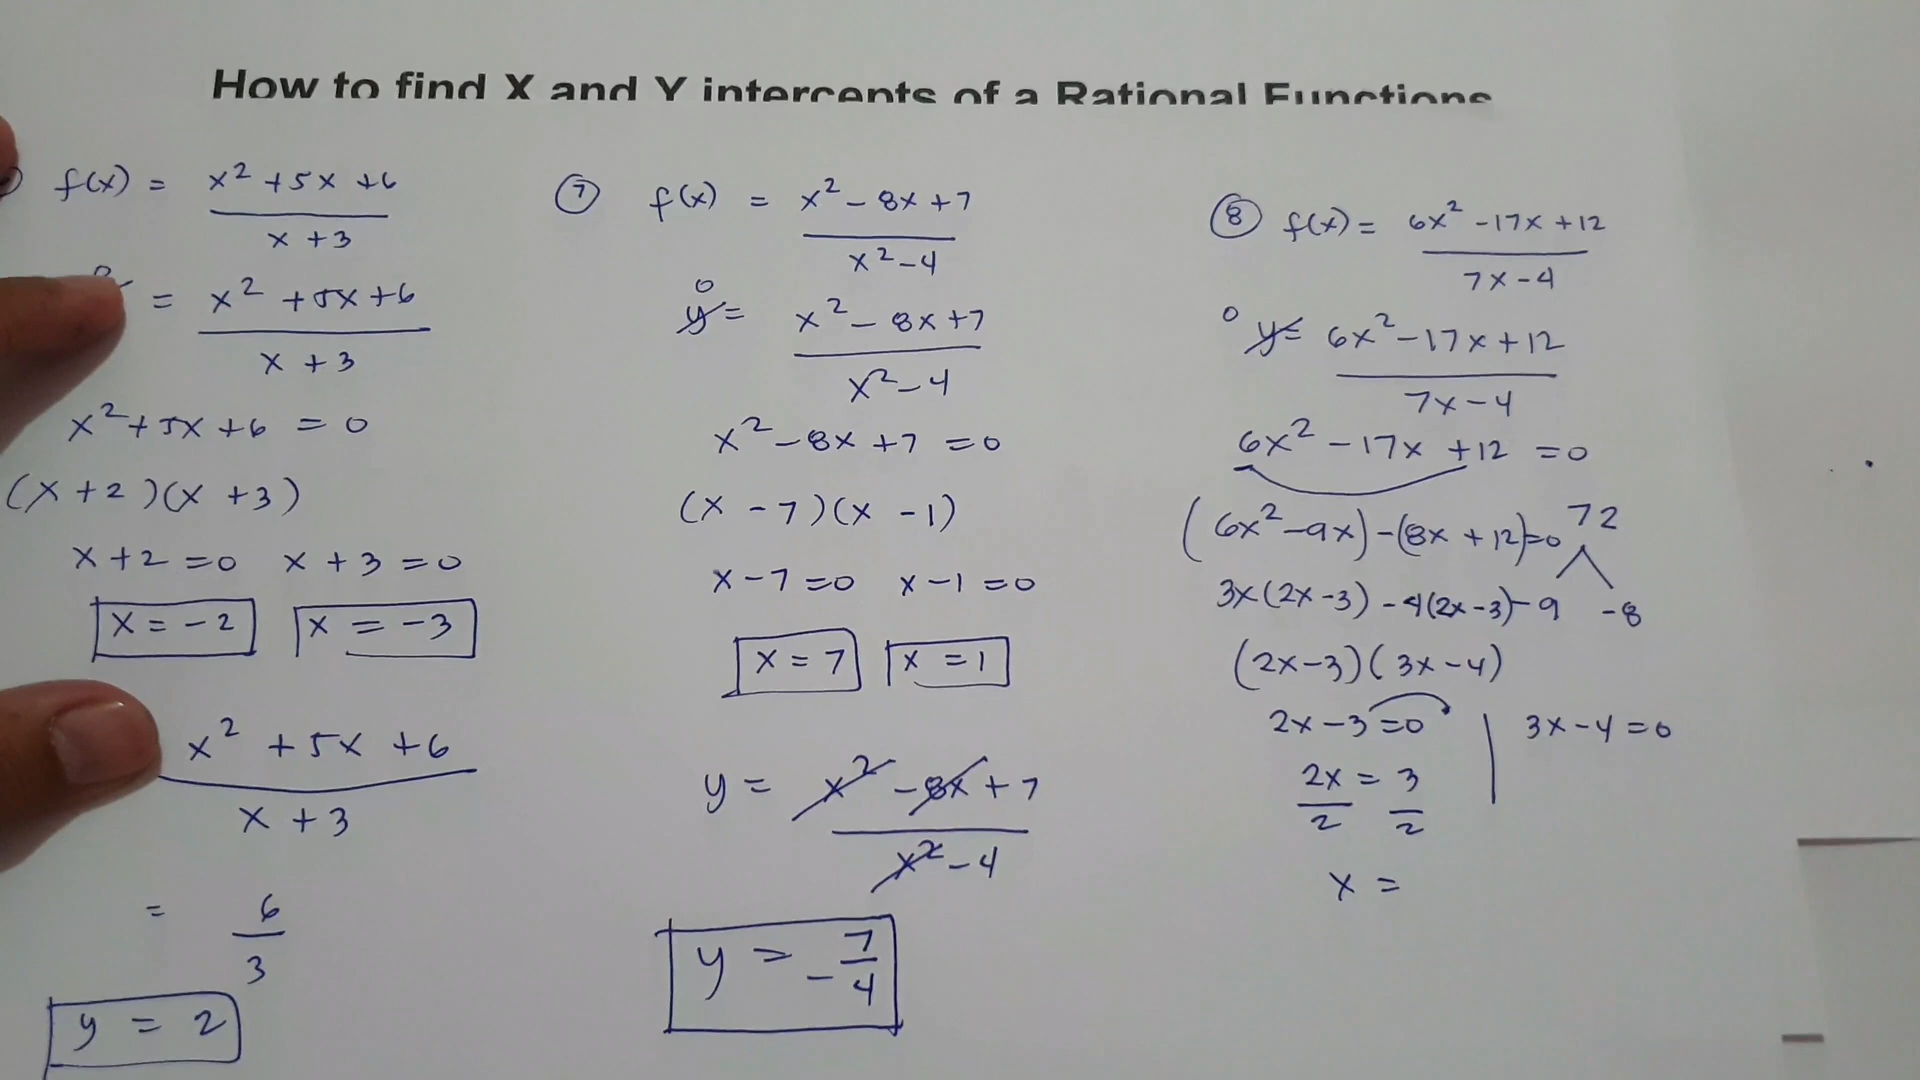 How to find X and Y intercepts of a Rational Functions
f(x) = x² + 5x + 6
x + 3
= x² + 5x + 6
x + 3
x² + 5x + 6 = 0
(x + 2)(x + 3)
x + 2 = 0 x + 3 = 0
x = -2 x = -3
x² + 5x + 6
x + 3
= 6
3
y = 2
7 f(x) = x² - 8x + 7
x² - 4
0
y = x² - 8x + 7
x² - 4
x² - 8x + 7 = 0
(x - 7)(x - 1)
x - 7 = 0 x - 1 = 0
x = 7 x = 1
y = x² - 8x + 7
x² - 4
y = - 7
4
8 f(x) = 6x² - 17x + 12
7x - 4
0 y = 6x² - 17x + 12
7x - 4
6x² - 17x + 12 = 0
72
(6x² - 9x) - (8x + 12) = 0
3x(2x - 3) - 4(2x - 3) -9 -8
(2x - 3)(3x - 4)
2x - 3 = 0 3x - 4 = 0
2x = 3
2 2
x =